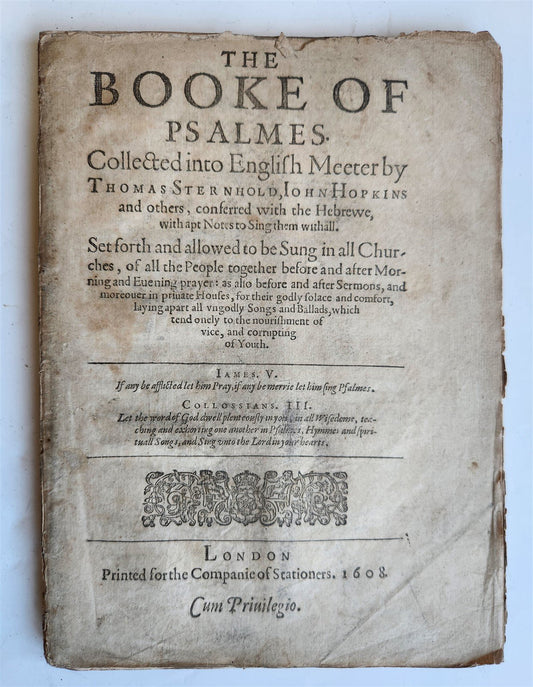 THE
BOOKE OF
PSALMES.
Collected into Engliſh Meeter by
THOMAS STERNHOLD, IOHN HOPKINS
and others, conferred with the Hebrewe,
with apt Notes to Sing them withall.
Set forth and allowed to be Sung in all Chur-
ches, of all the People together before and after Mor-
ning and Euening prayer: as alſo before and after Sermons, and
moreouer in priuate Houſes, for their godly ſolace and comfort,
laying apart all vngodly Songs and Ballads, which
tend onely to the nouriſhment of
vice, and corrupting
of Youth.
IAMES. V.
If any be afflicted let him Pray, if any be merrie let him ſing Pſalmes.
COLLOSSIANS. III.
Let the word of God dwell plenteouſly in you, in all Wiſedome, tea-
ching and exhorting one another in Pſalmes, Hymnes and ſpiri-
tuall Songs, and Sing vnto the Lord in your hearts.
LONDON
Printed for the Companie of Stationers. 1608.
Cum Priuilegio.